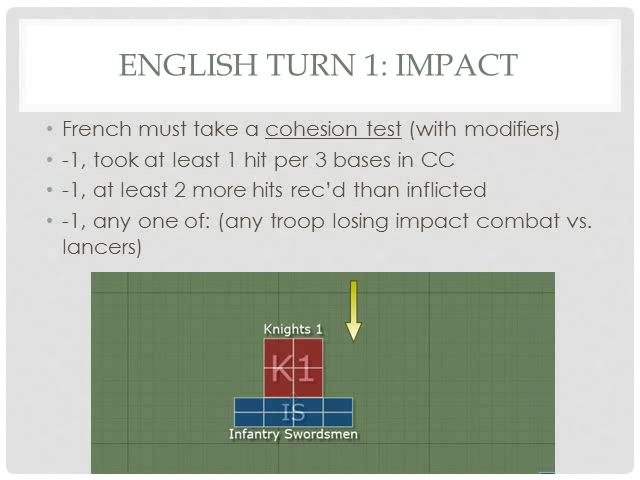 ENGLISH TURN 1: IMPACT
• French must take a cohesion test (with modifiers)
• -1, took at least 1 hit per 3 bases in CC
• -1, at least 2 more hits rec’d than inflicted
• -1, any one of: (any troop losing impact combat vs.
lancers)
Knights 1
K1
IS
Infantry Swordsmen